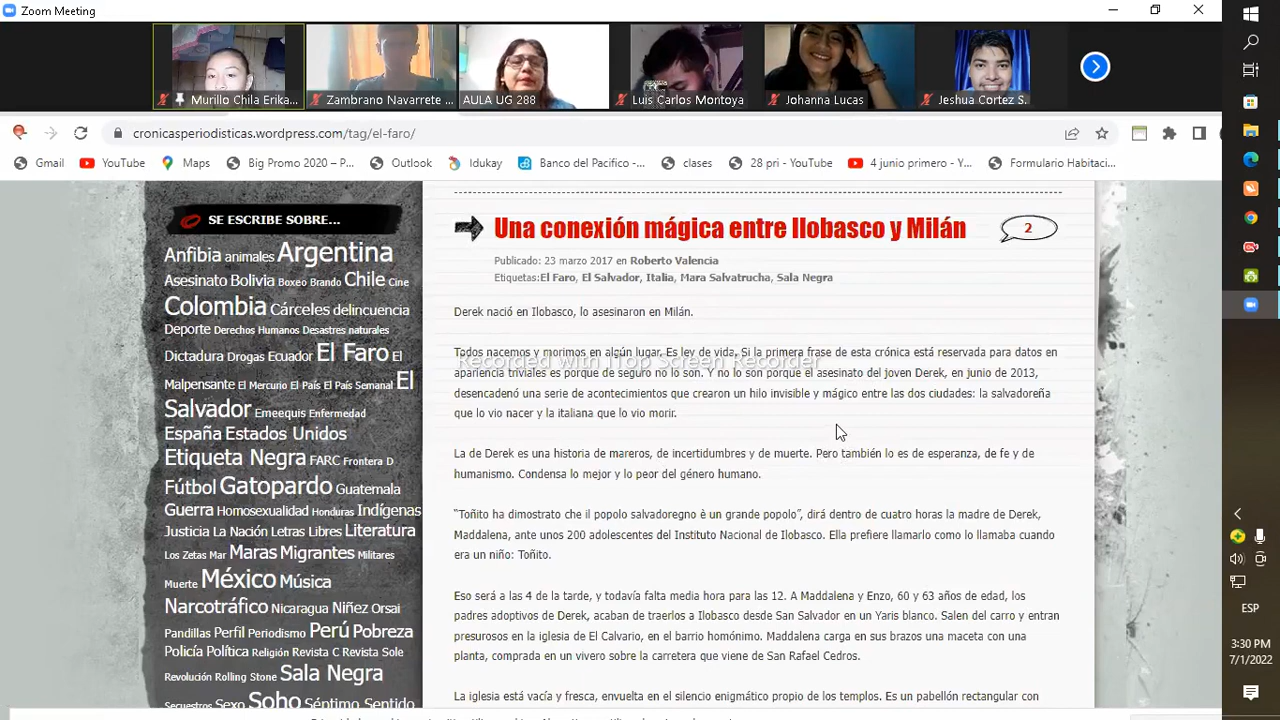 Zoom Meeting
Murillo Chila Erika...
Zambrano Navarrete ...
AULA UG 288
Luis Carlos Montoya
Johanna Lucas
Jeshua Cortez S.
cronicasperiodisticas.wordpress.com/tag/el-faro/
Gmail YouTube Maps Big Promo 2020 – P... Outlook Idukay Banco del Pacifico -... clases 28 pri - YouTube 4 junio primero - Y... Formulario Habitaci...
SE ESCRIBE SOBRE...
Anfibia animales Argentina
Asesinato Bolivia Boxeo Brando Chile Cine
Colombia Cárceles delincuencia
Deporte Derechos Humanos Desastres naturales
Dictadura Drogas Ecuador El Faro El
Malpensante El Mercurio El País El País Semanal El
Salvador Emeequis Enfermedad
España Estados Unidos
Etiqueta Negra FARC Frontera D
Fútbol Gatopardo Guatemala
Guerra Homosexualidad Honduras Indígenas
Justicia La Nación Letras Libres Literatura
Los Zetas Mar Maras Migrantes Militares
Muerte México Música
Narcotráfico Nicaragua Niñez Orsai
Pandillas Perfil Periodismo Perú Pobreza
Policía Política Religión Revista C Revista Sole
Revolución Rolling Stone Sala Negra
Secuestros Sexo Soho Séptimo Sentido
Una conexión mágica entre Ilobasco y Milán
2
Publicado: 23 marzo 2017 en Roberto Valencia
Etiquetas:El Faro, El Salvador, Italia, Mara Salvatrucha, Sala Negra
Derek nació en Ilobasco, lo asesinaron en Milán.
Todos nacemos y morimos en algún lugar. Es ley de vida. Si la primera frase de esta crónica está reservada para datos en
Recorded with iTop Screen Recorder
apariencia triviales es porque de seguro no lo son. Y no lo son porque el asesinato del joven Derek, en junio de 2013,
desencadenó una serie de acontecimientos que crearon un hilo invisible y mágico entre las dos ciudades: la salvadoreña
que lo vio nacer y la italiana que lo vio morir.
La de Derek es una historia de mareros, de incertidumbres y de muerte. Pero también lo es de esperanza, de fe y de
humanismo. Condensa lo mejor y lo peor del género humano.
“Toñito ha dimostrato che il popolo salvadoregno è un grande popolo”, dirá dentro de cuatro horas la madre de Derek,
Maddalena, ante unos 200 adolescentes del Instituto Nacional de Ilobasco. Ella prefiere llamarlo como lo llamaba cuando
era un niño: Toñito.
Eso será a las 4 de la tarde, y todavía falta media hora para las 12. A Maddalena y Enzo, 60 y 63 años de edad, los
padres adoptivos de Derek, acaban de traerlos a Ilobasco desde San Salvador en un Yaris blanco. Salen del carro y entran
presurosos en la iglesia de El Calvario, en el barrio homónimo. Maddalena carga en sus brazos una maceta con una
planta, comprada en un vivero sobre la carretera que viene de San Rafael Cedros.
La iglesia está vacía y fresca, envuelta en el silencio enigmático propio de los templos. Es un pabellón rectangular con
ESP
3:30 PM
7/1/2022